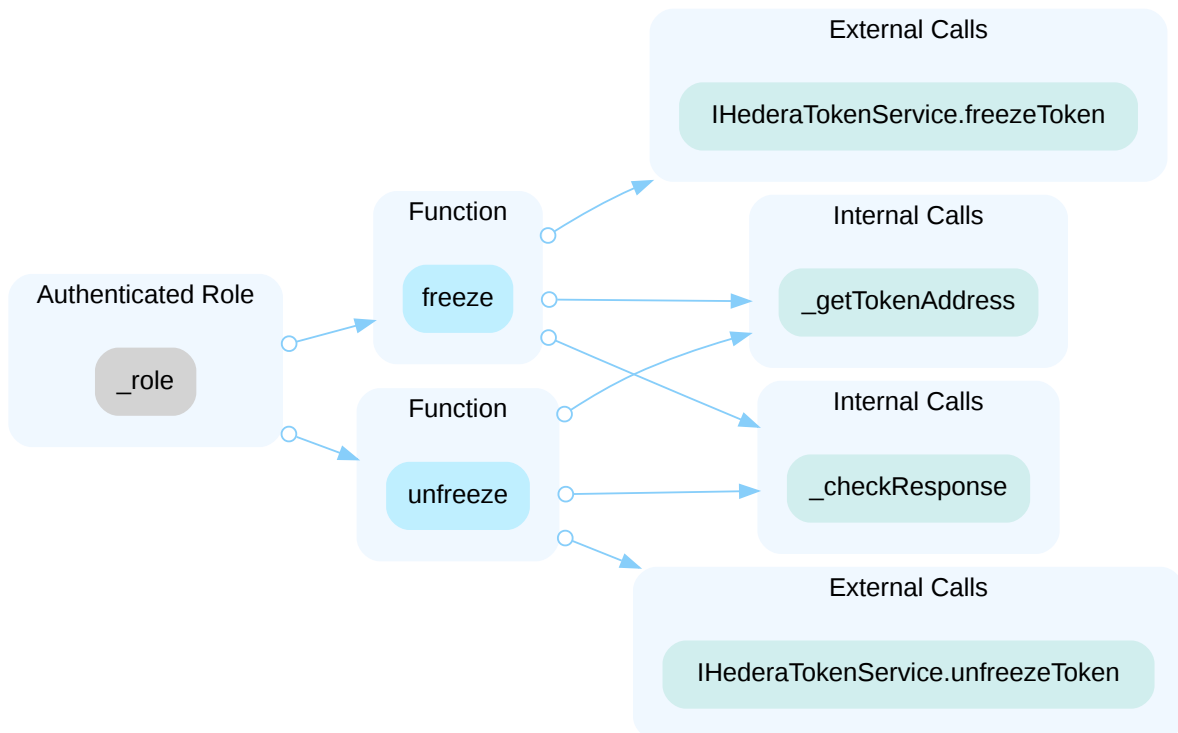 External Calls
IHederaTokenService.freezeToken
Function
freeze
Internal Calls
_getTokenAddress
Authenticated Role
_role
Function
unfreeze
Internal Calls
_checkResponse
External Calls
IHederaTokenService.unfreezeToken